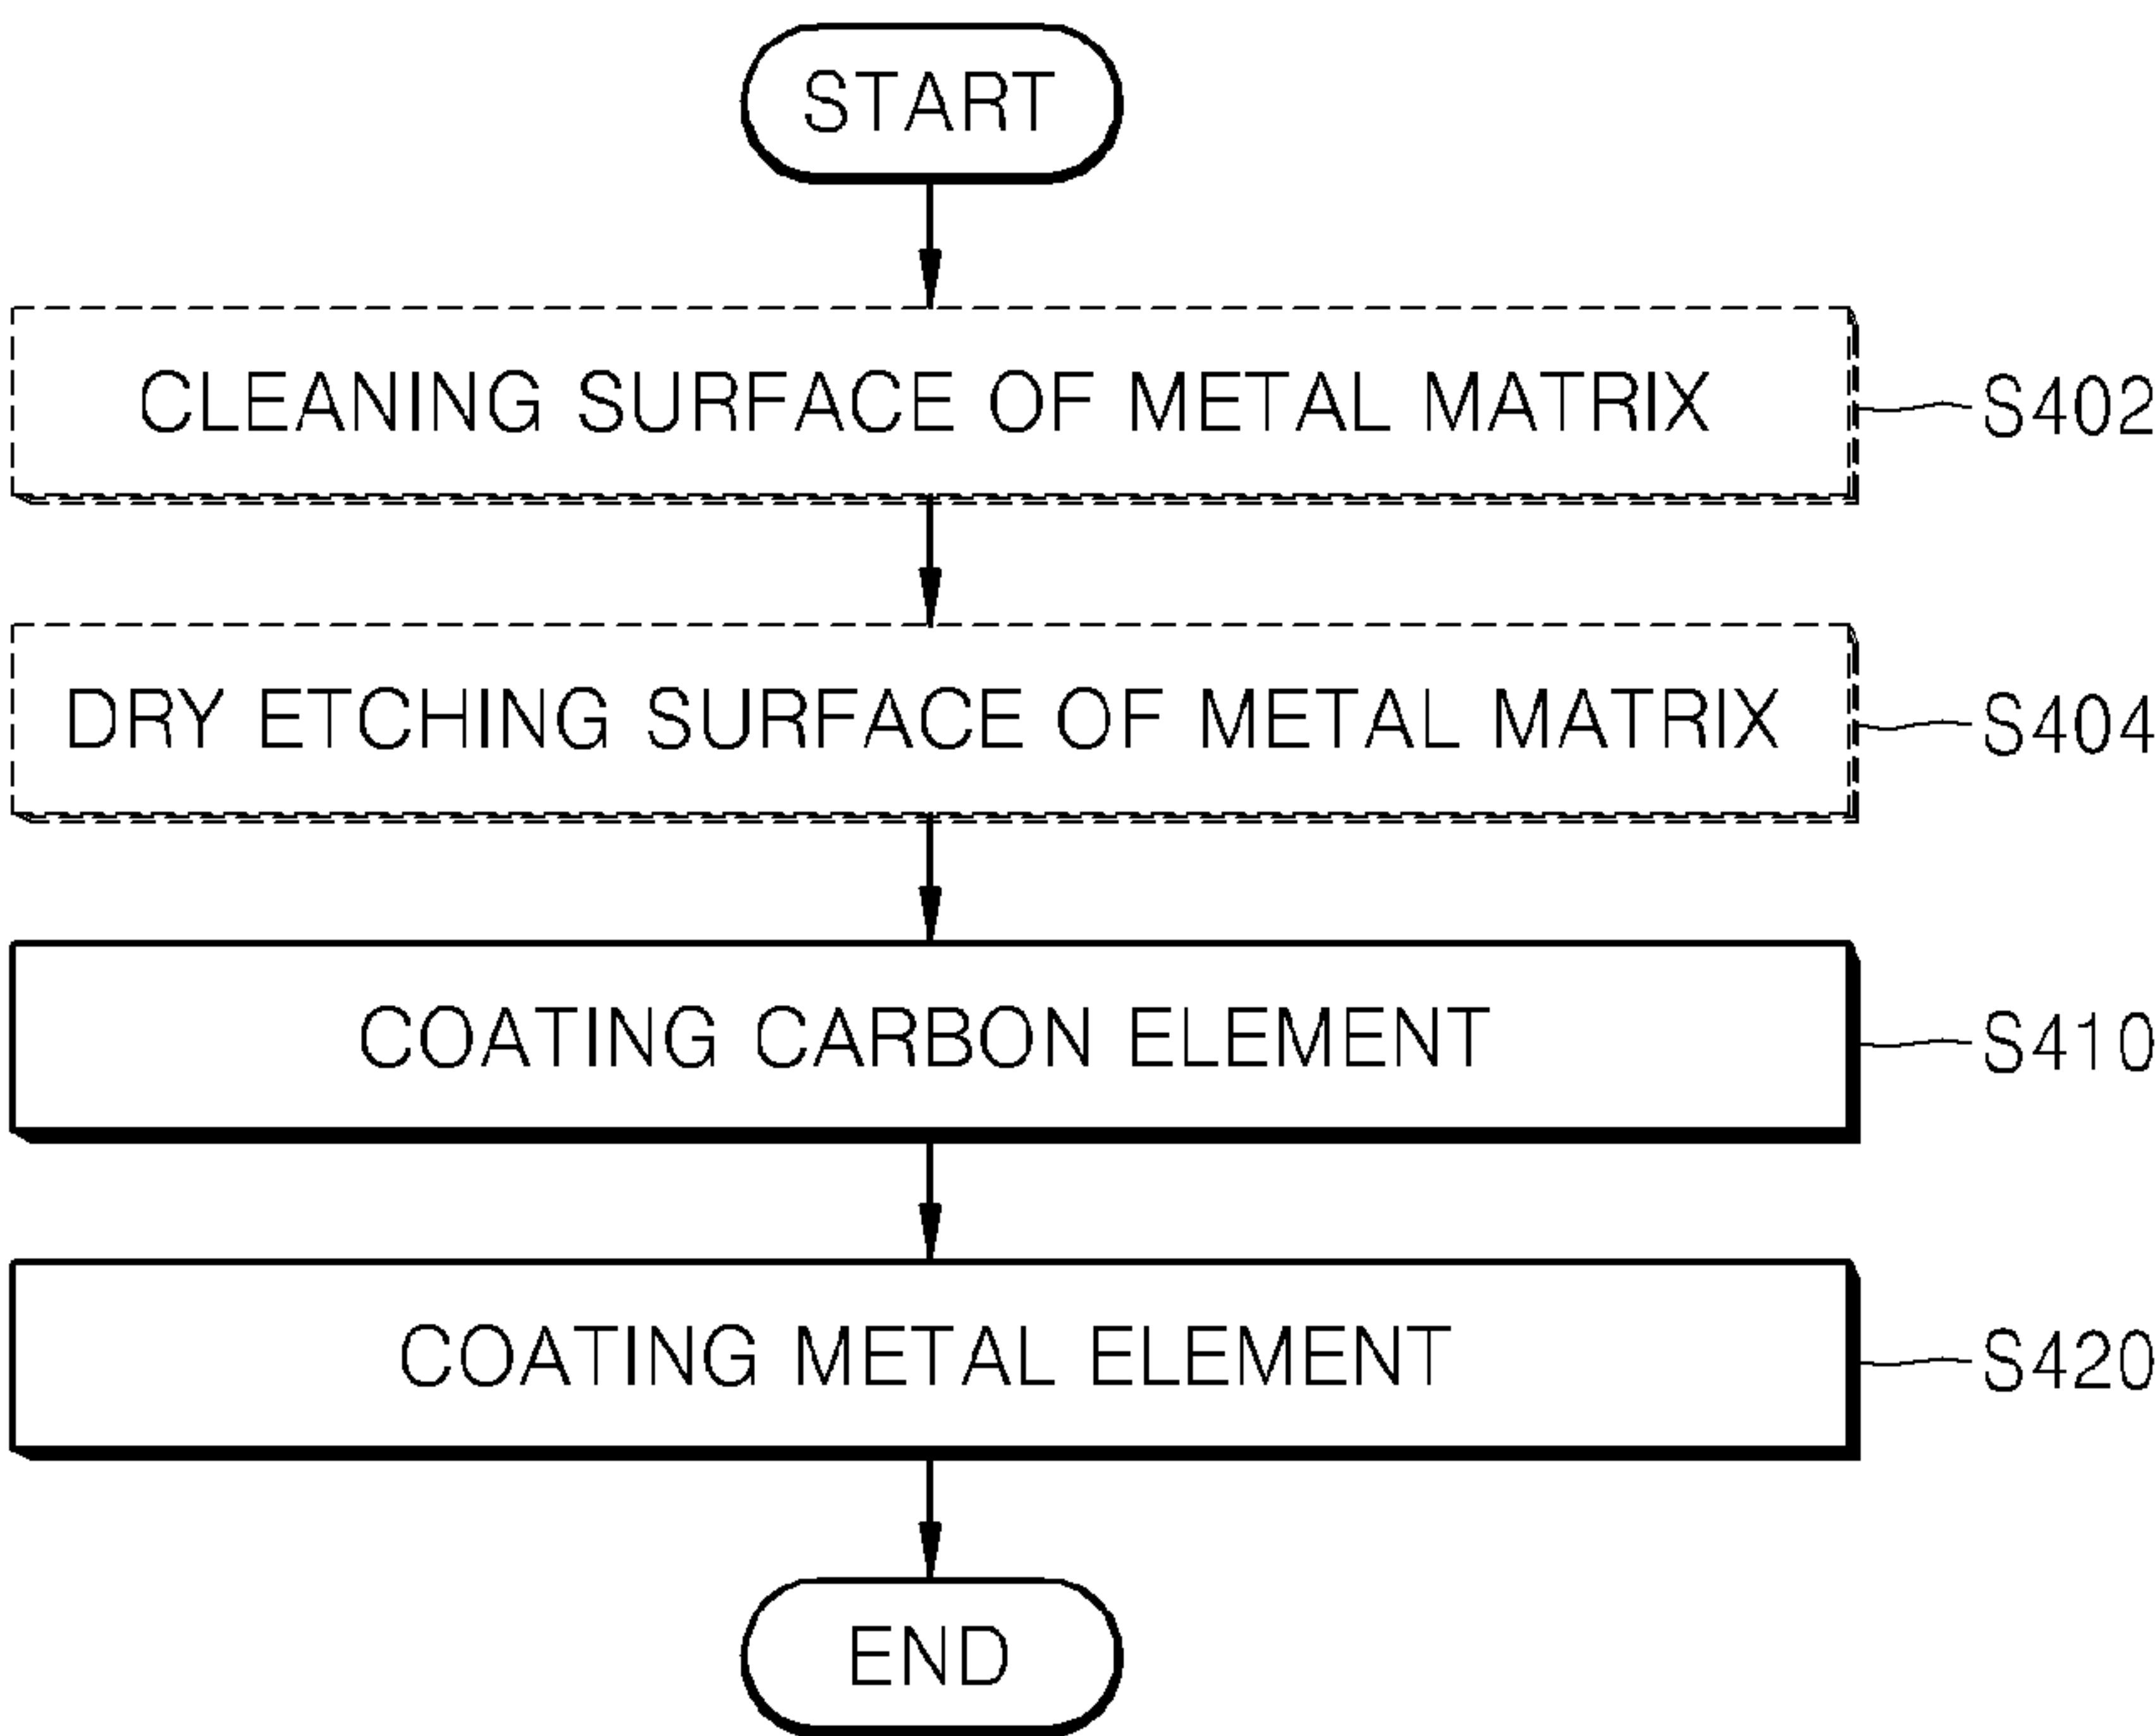 START
CLEANING SURFACE OF METAL MATRIX
S402
DRY ETCHING SURFACE OF METAL MATRIX
S404
COATING CARBON ELEMENT
S410
COATING METAL ELEMENT
S420
END